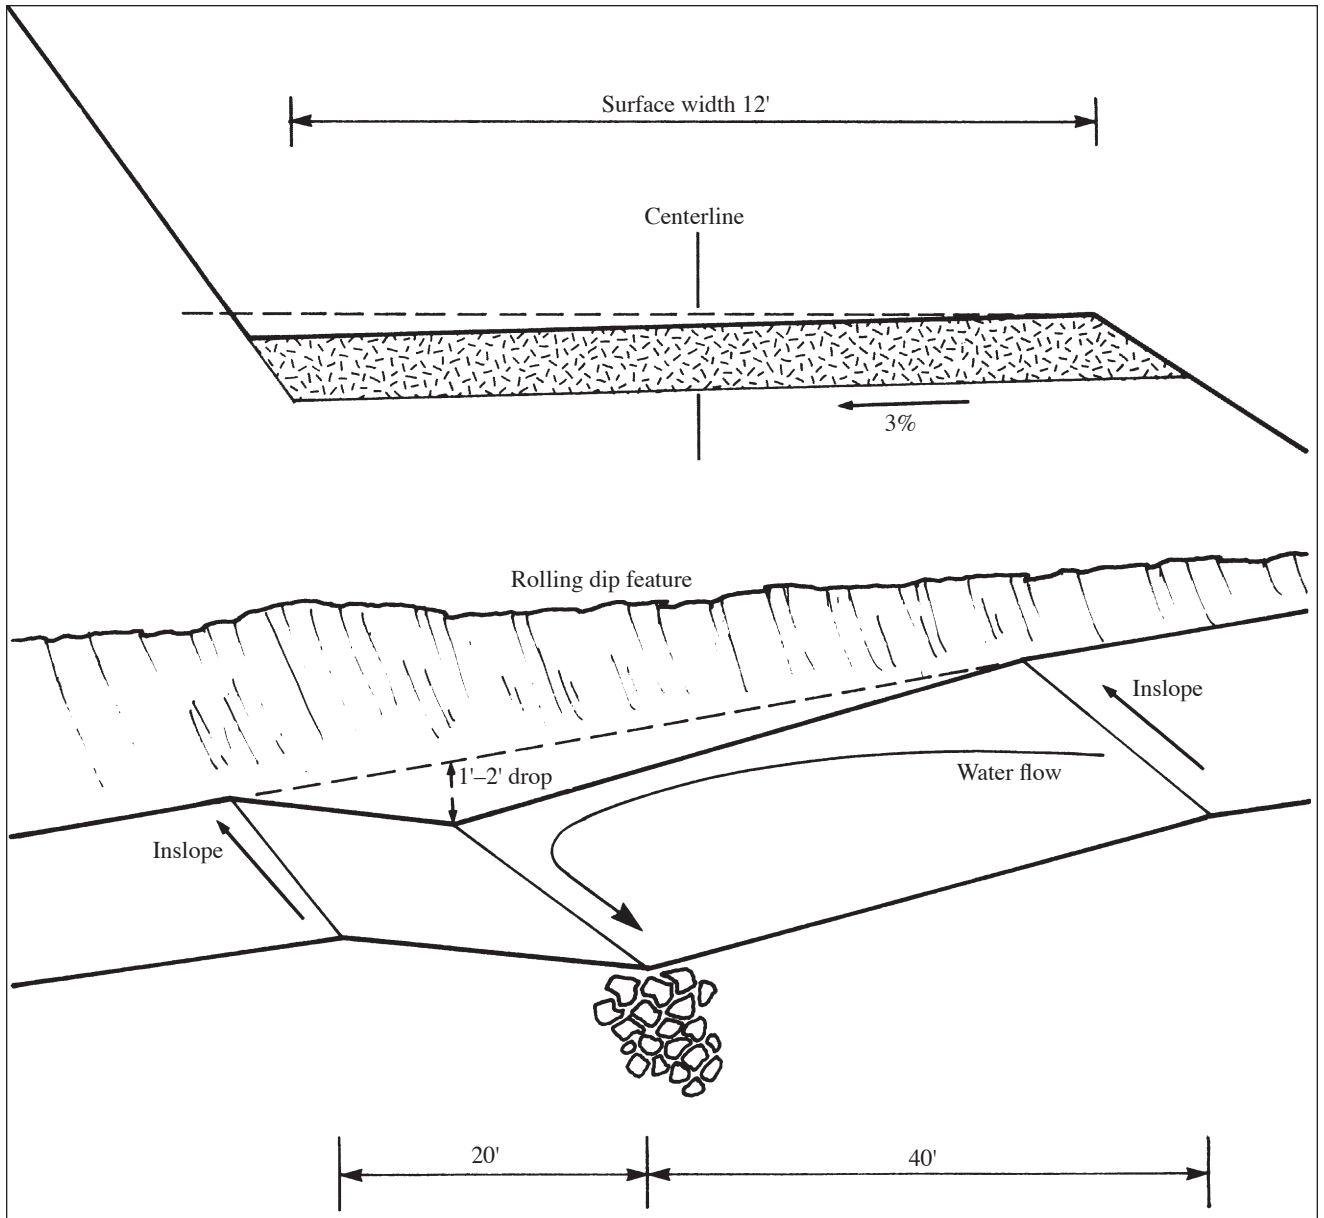 Surface width 12'
Centerline
3%
Rolling dip feature
Inslope
1'–2' drop
Water flow
Inslope
20'
40'